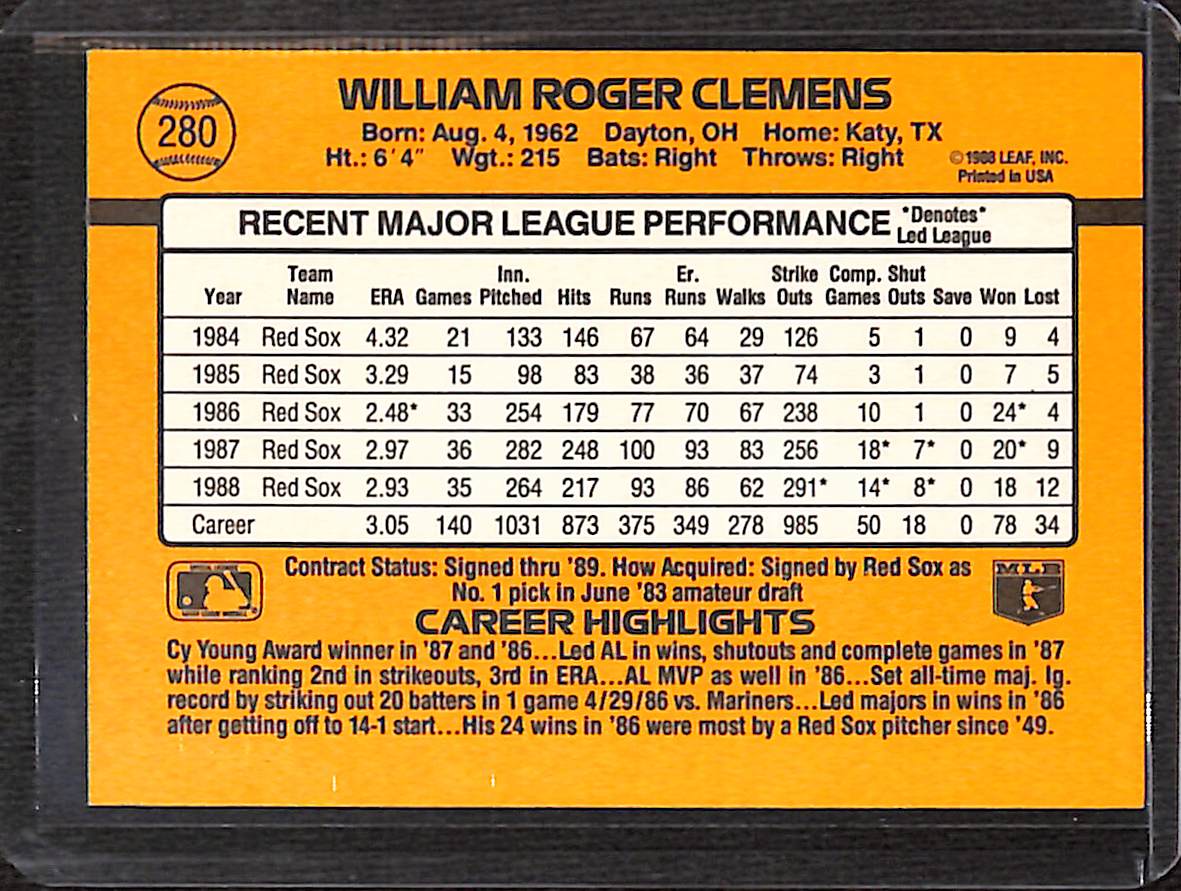 280
WILLIAM ROGER CLEMENS
Born: Aug. 4, 1962 Dayton, OH Home: Katy, TX
Ht.: 6'4" Wgt.: 215 Bats: Right Throws: Right
© 1988 LEAF, INC.
Printed in USA
RECENT MAJOR LEAGUE PERFORMANCE
*Denotes*
Led League
Team Inn. Er. Strike Comp. Shut
Year Name ERA Games Pitched Hits Runs Runs Walks Outs Games Outs Save Won Lost
1984 Red Sox 4.32 21 133 146 67 64 29 126 5 1 0 9 4
1985 Red Sox 3.29 15 98 83 38 36 37 74 3 1 0 7 5
1986 Red Sox 2.48* 33 254 179 77 70 67 238 10 1 0 24* 4
1987 Red Sox 2.97 36 282 248 100 93 83 256 18* 7* 0 20* 9
1988 Red Sox 2.93 35 264 217 93 86 62 291* 14* 8* 0 18 12
Career 3.05 140 1031 873 375 349 278 985 50 18 0 78 34
Contract Status: Signed thru '89. How Acquired: Signed by Red Sox as
No. 1 pick in June '83 amateur draft
MLB
CAREER HIGHLIGHTS
Cy Young Award winner in '87 and '86...Led AL in wins, shutouts and complete games in '87
while ranking 2nd in strikeouts, 3rd in ERA...AL MVP as well in '86...Set all-time maj. lg.
record by striking out 20 batters in 1 game 4/29/86 vs. Mariners...Led majors in wins in '86
after getting off to 14-1 start...His 24 wins in '86 were most by a Red Sox pitcher since '49.